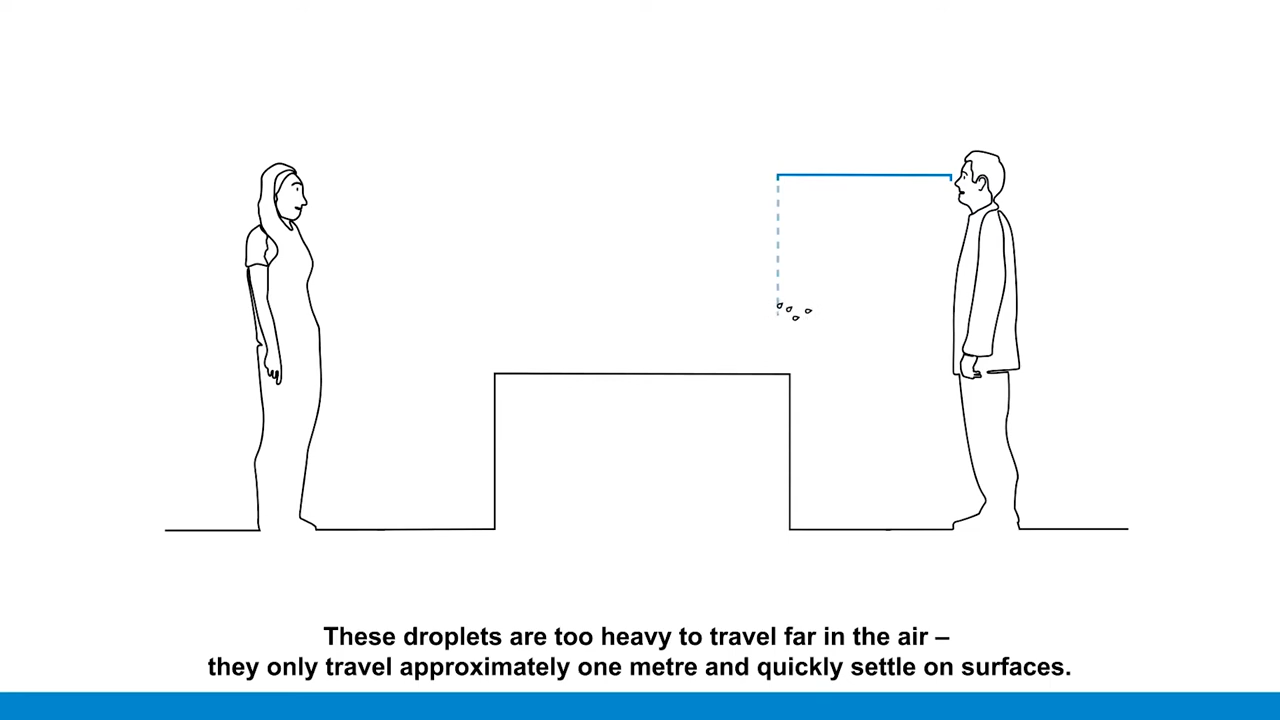 These droplets are too heavy to travel far in the air –
they only travel approximately one metre and quickly settle on surfaces.